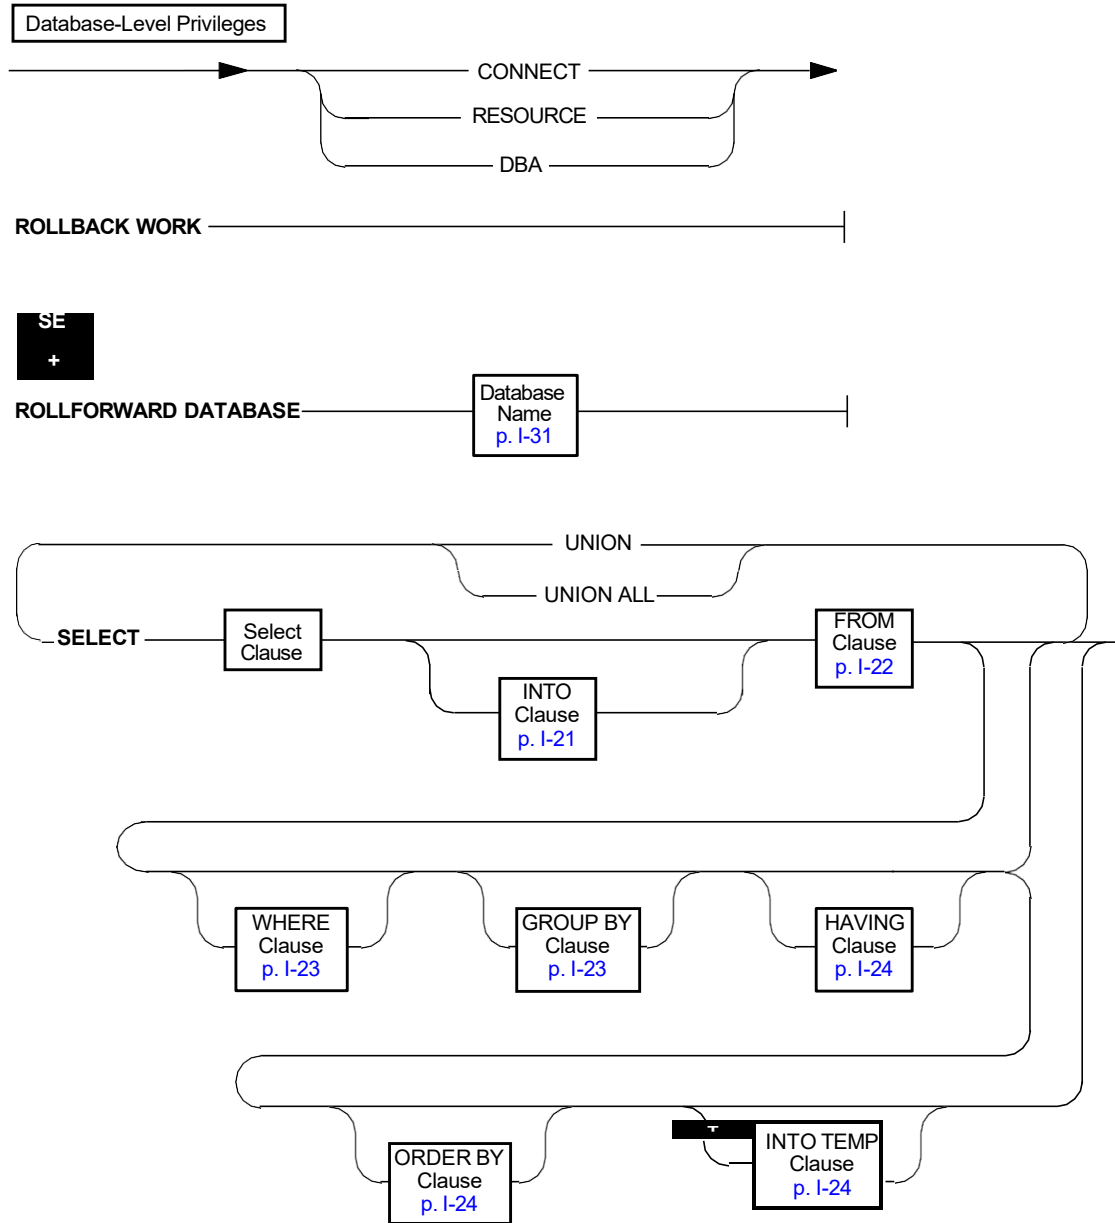 Database-Level Privileges
CONNECT
RESOURCE
DBA
ROLLBACK WORK
SE
+
ROLLFORWARD DATABASE
Database
Name
p. I-31
UNION
UNION ALL
SELECT
Select
Clause
FROM
Clause
p. I-22
INTO
Clause
p. I-21
WHERE
Clause
p. I-23
GROUP BY
Clause
p. I-23
HAVING
Clause
p. I-24
ORDER BY
Clause
p. I-24
+
INTO TEMP
Clause
p. I-24